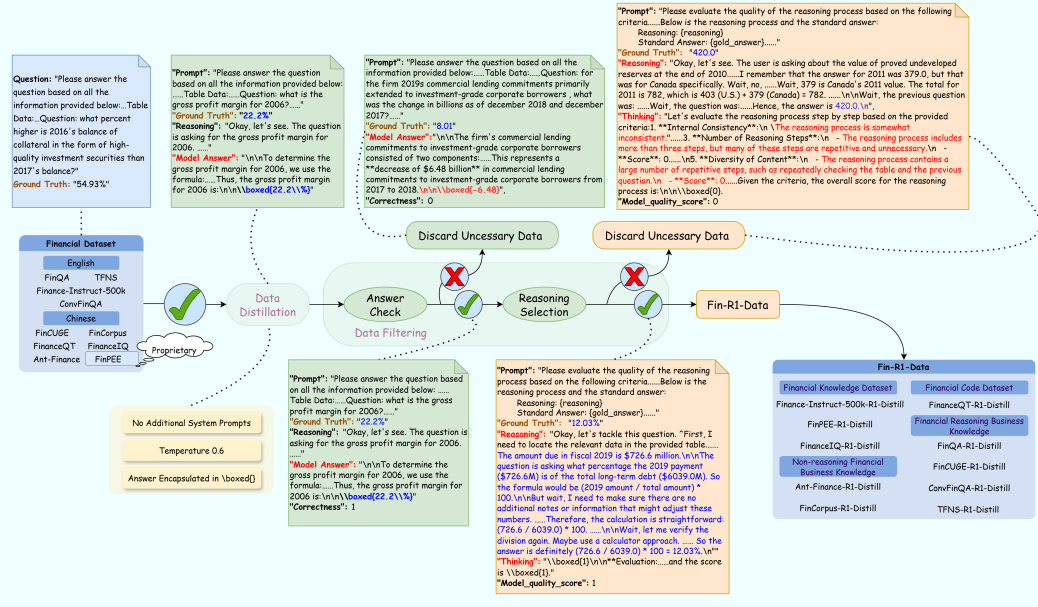 Question: "Please answer the
question based on all the
information provided below:...Table
Data:...Question: what percent
higher is 2016's balance of
collateral in the form of high-
quality investment securities than
2017's balance?"
Ground Truth: "54.93%"
"Prompt": "Please answer the question
based on all the information provided
below:......Table
Data:......Question: what is the
gross profit margin for 2006?....."
"Ground Truth": "22.2%"
"Reasoning": "Okay, let's see. The question
is asking for the gross profit margin for
2006. ......"
"Model Answer": "\n\nTo determine the
gross profit margin for 2006, we use the
formula:......Thus, the gross profit margin
for 2006 is:\n\n\\boxed{22.2\\%}"
"Prompt": "Please answer the question based on all the
information provided below:......Table Data:......Question: for
the firm 2019s commercial lending commitments primarily
extended to investment-grade corporate borrowers , what
was the change in billions as of december 2018 and december
2017?....."
"Ground Truth": "8.01"
"Model Answer":"\n\nThe firm's commercial lending
commitments to investment-grade corporate borrowers
consisted of two components:......This represents a
**decrease of $6.48 billion** in commercial lending
commitments to investment-grade corporate borrowers from
2017 to 2018.\n\n\\boxed{-6.48}",
"Correctness": 0
"Prompt": "Please evaluate the quality of the reasoning process based on the following
criteria......Below is the reasoning process and the standard answer:
Reasoning: {reasoning}
Standard Answer: {gold_answer}......"
"Ground Truth": "420.0"
"Reasoning": "Okay, let's see. The user is asking about the value of proved undeveloped
reserves at the end of 2010......I remember that the answer for 2011 was 379.0, but that
was for Canada specifically. Wait, no, ......Wait, 379 is Canada's 2011 value. The total for
2011 is 782, which is 403 (U.S.) + 379 (Canada) = 782. ......\n\nWait, the previous question
was: ......Wait, the question was:......Hence, the answer is 420.0.\n",
"Thinking": "Let's evaluate the reasoning process step by step based on the provided
criteria:1. **Internal Consistency**:\n \The reasoning process is somewhat
inconsistent."......3. **Number of Reasoning Steps**:\n - The reasoning process includes
more than three steps, but many of these steps are repetitive and unnecessary.\n -
**Score**: 0......\n5. **Diversity of Content**:\n - The reasoning process contains a
large number of repetitive steps, such as repeatedly checking the table and the previous
question.\n - **Score**: 0......Given the criteria, the overall score for the reasoning
process is:\n\n\\boxed{0}.
"Model_quality_score": 0
Discard Uncessary Data
Discard Uncessary Data
Financial Dataset
English
FinQA TFNS
Finance-Instruct-500k
ConvFinQA
Chinese
FinCUGE FinCorpus
FinanceQT FinanceIQ
Ant-Finance FinPEE
Proprietary
Data
Distillation
Answer
Check
Reasoning
Selection
Data Filtering
Fin-R1-Data
No Additional System Prompts
Temperature 0.6
Answer Encapsulated in \boxed{}
"Prompt": "Please answer the question based
on all the information provided below: ......
Table Data:......Question: what is the gross
profit margin for 2006?....."
"Ground Truth": "22.2%"
"Reasoning": "Okay, let's see. The question is
asking for the gross profit margin for 2006.
......"
"Model Answer": "\n\nTo determine the
gross profit margin for 2006, we use the
formula:......Thus, the gross profit margin for
2006 is:\n\n\\boxed{22.2\\%}"
"Correctness": 1
"Prompt": "Please evaluate the quality of the reasoning
process based on the following criteria......Below is the
reasoning process and the standard answer:
Reasoning: {reasoning}
Standard Answer: {gold_answer}......
"Ground Truth": "12.03%"
"Reasoning": "Okay, let's tackle this question. ^First, I
need to locate the relevant data in the provided table......
The amount due in fiscal 2019 is $726.6 million.\n\nThe
question is asking what percentage the 2019 payment
($726.6M) is of the total long-term debt ($6039.0M). So
the formula would be (2019 amount / total amount) *
100.\n\nBut wait, I need to make sure there are no
additional notes or information that might adjust these
numbers. ......Therefore, the calculation is straightforward:
(726.6 / 6039.0) * 100. ......\n\nWait, let me verify the
division again. Maybe use a calculator approach. ...... So the
answer is definitely (726.6 / 6039.0) * 100 = 12.03%.\n""
"Thinking": "\\boxed{1}\n\n**Evaluation:......and the score
is \\boxed{1}."
"Model_quality_score": 1
Fin-R1-Data
Financial Knowledge Dataset
Finance-Instruct-500k-R1-Distill
FinPEE-R1-Distill
FinanceIQ-R1-Distill
Non-reasoning Financial
Business Knowledge
Ant-Finance-R1-Distill
FinCorpus-R1-Distill
Financial Code Dataset
FinanceQT-R1-Distill
Financial Reasoning Business
Knowledge
FinQA-R1-Distill
FinCUGE-R1-Distill
ConvFinQA-R1-Distill
TFNS-R1-Distill